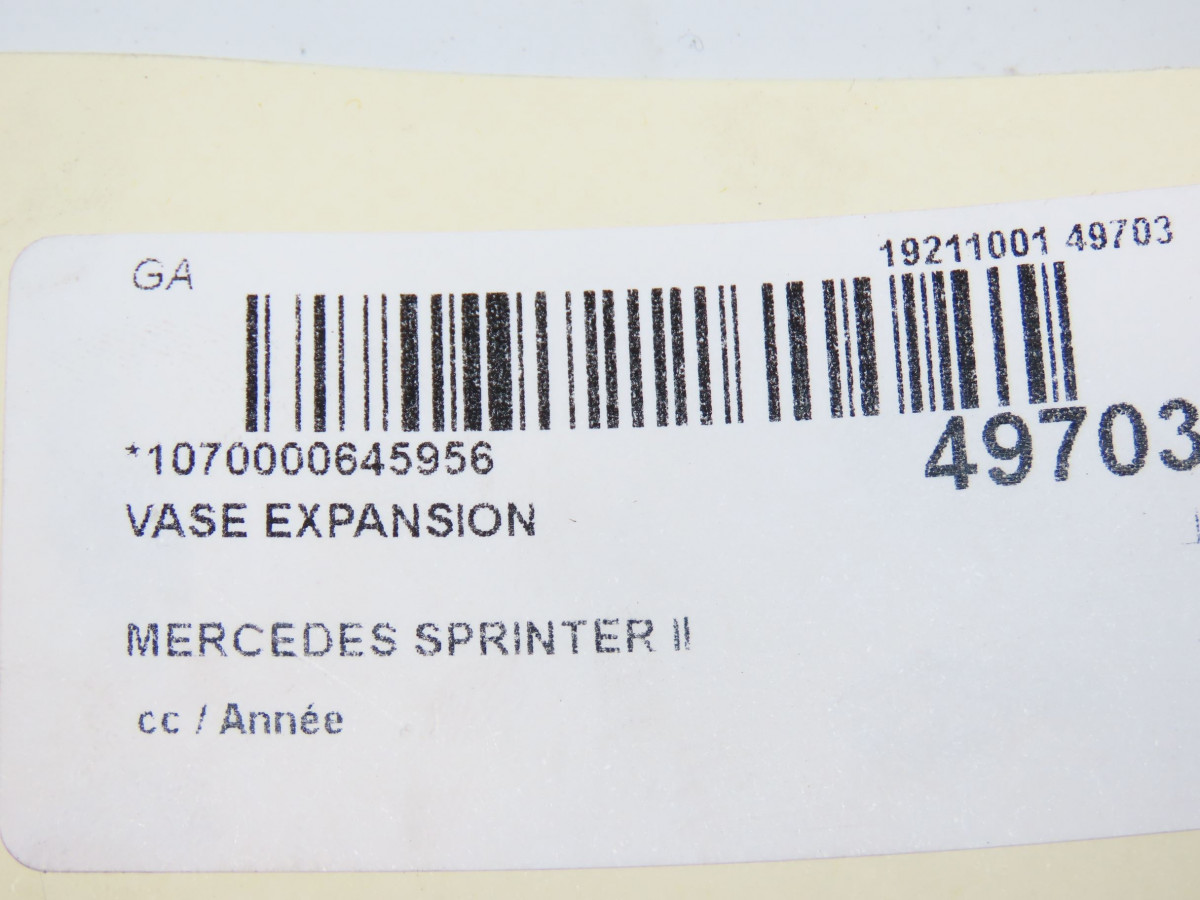 GA
19211001 49703
*1070000645956
49703
VASE EXPANSION
MERCEDES SPRINTER II
cc / Année